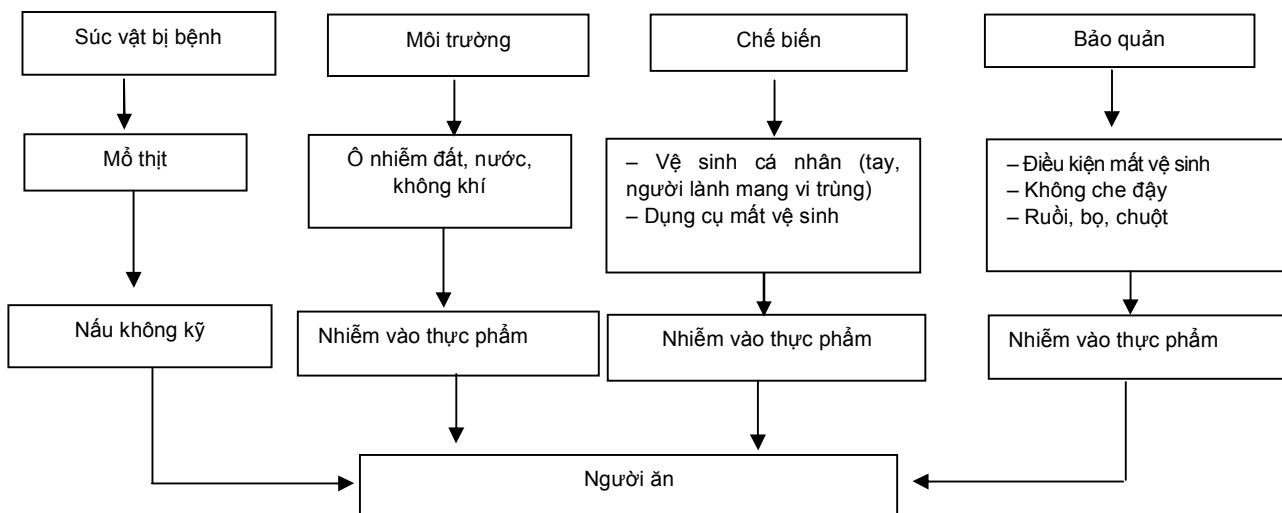 Súc vật bị bệnh
Môi trường
Chế biến
Bảo quản
Mổ thịt
Ô nhiễm đất, nước,
không khí
– Vệ sinh cá nhân (tay,
người lành mang vi trùng)
– Dụng cụ mất vệ sinh
– Điều kiện mất vệ sinh
– Không che đậy
– Ruồi, bọ, chuột
Nấu không kỹ
Nhiễm vào thực phẩm
Nhiễm vào thực phẩm
Nhiễm vào thực phẩm
Người ăn